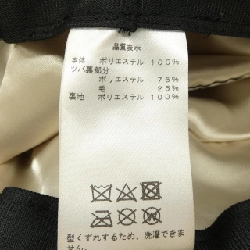 品質表示
本体 ポリエステル 100%
ツバ裏部分
ポリエステル 75%
毛 25%
裏地 ポリエステル 100%
型くずれするため、洗濯できま
せん。